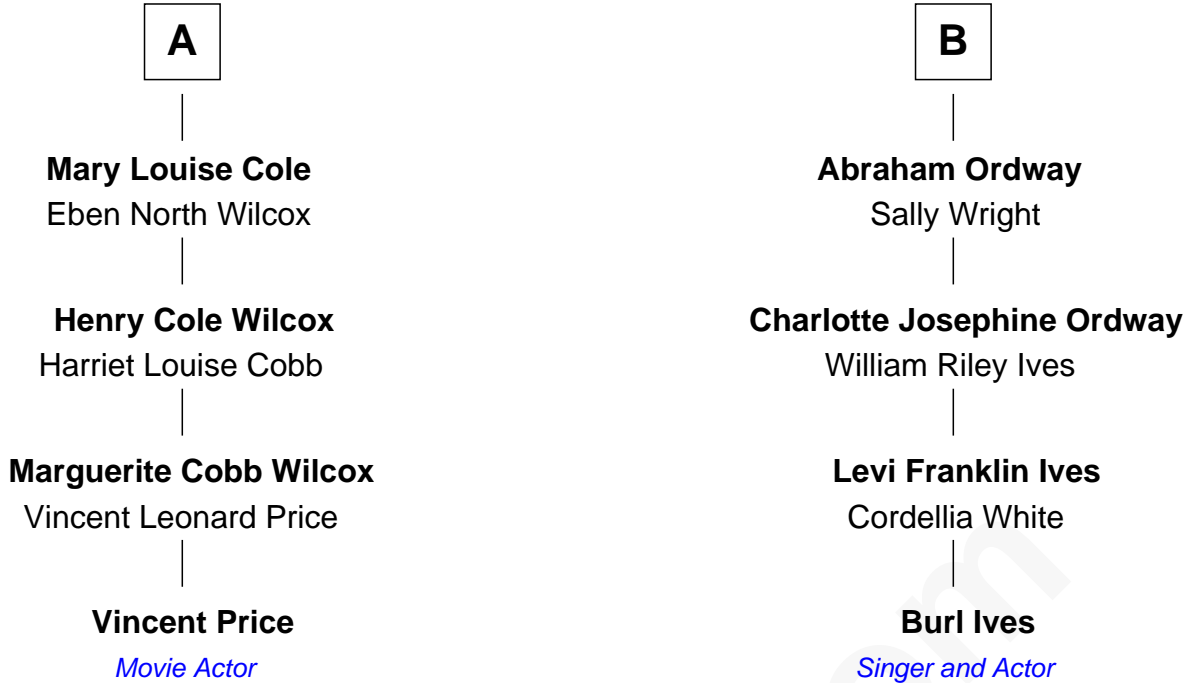 A
Mary Louise Cole
Eben North Wilcox
Henry Cole Wilcox
Harriet Louise Cobb
Marguerite Cobb Wilcox
Vincent Leonard Price
Vincent Price
Movie Actor
B
Abraham Ordway
Sally Wright
Charlotte Josephine Ordway
William Riley Ives
Levi Franklin Ives
Cordellia White
Burl Ives
Singer and Actor
om